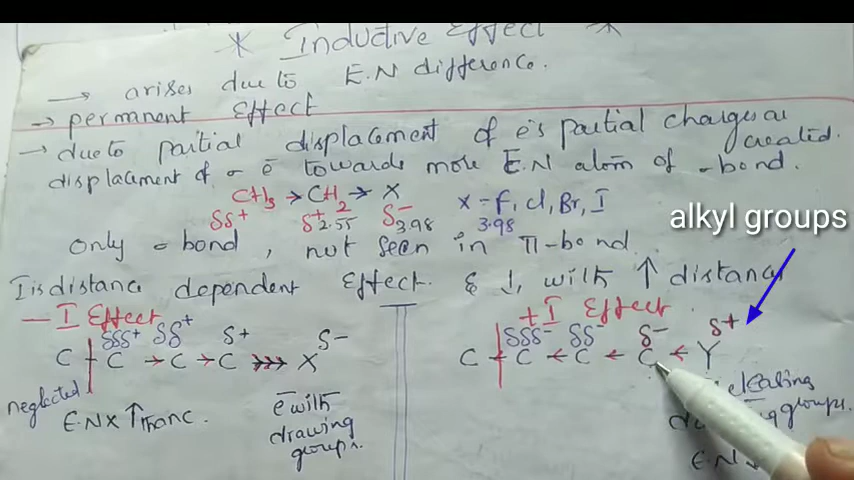 * Inductive Effect *
→ arises due to E.N difference.
→ permanent Effect
→ due to partial displacement of e's partial charges are created.
displacement of σ ē towards more E.N atom of σ-bond.
CH3 → CH2 → X X - F, Cl, Br, I
δδ+ δ+ 2.55 δ- 3.98 3.98
alkyl groups
Only σ bond, not seen in π-bond
I is distance dependent Effect. & ↓ with ↑ distance
- I Effect
C C → C → C →→→ X
δδδ+ δδ+ δ+ δ-
neglected
E.N X ↑
ē with
drawing
groups.
+ I Effect
δδδ- δδ- δ- δ+
C C ← C ← C ← Y
groups.
E.N